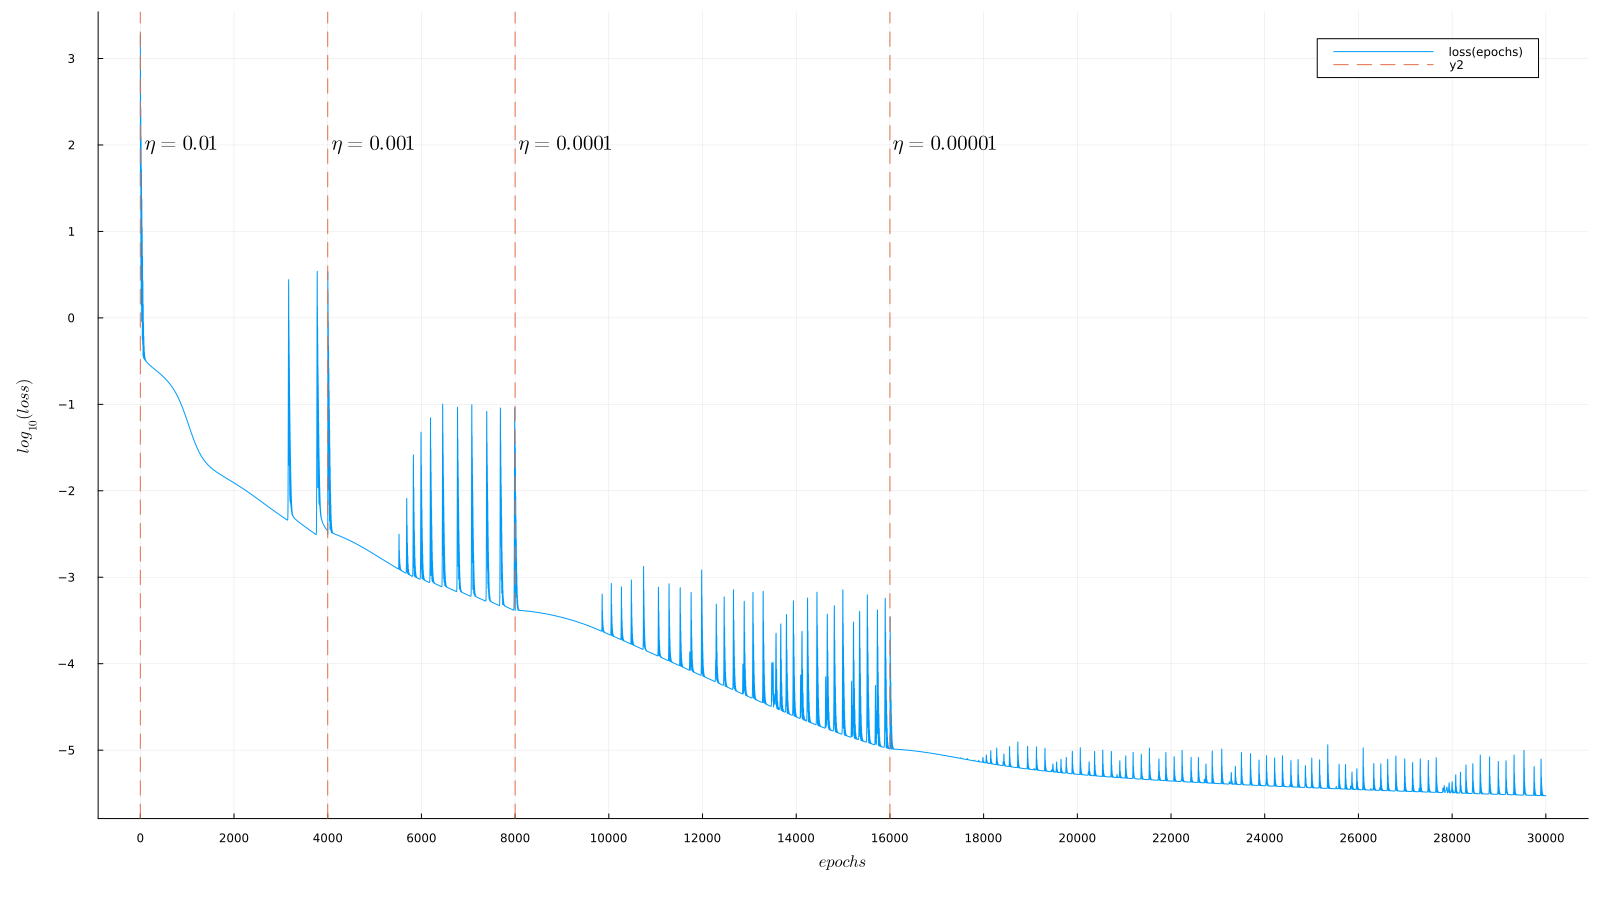 loss(epochs)
y2
η = 0.01
η = 0.001
η = 0.0001
η = 0.00001
3
2
1
0
−1
−2
−3
−4
−5
log₁₀(loss)
0 2000 4000 6000 8000 10000 12000 14000 16000 18000 20000 22000 24000 26000 28000 30000
epochs